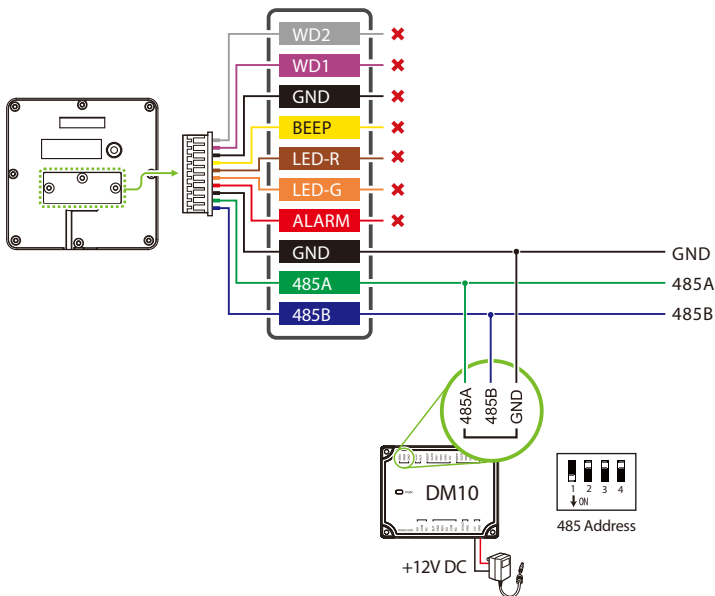 WD2
WD1
GND
BEEP
LED-R
LED-G
ALARM
GND
485A
485B
GND
485A
485B
485A
485B
GND
DM10
+12V DC
1 2 3 4
ON
485 Address